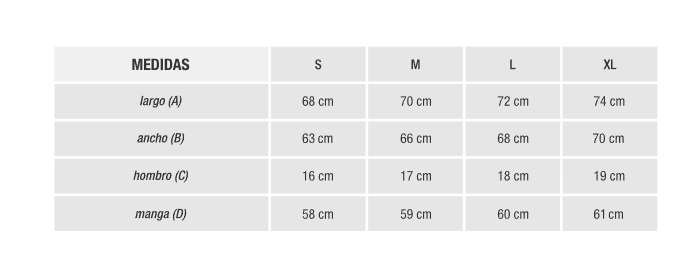 MEDIDAS S M L XL
largo (A) 68 cm 70 cm 72 cm 74 cm
ancho (B) 63 cm 66 cm 68 cm 70 cm
hombro (C) 16 cm 17 cm 18 cm 19 cm
manga (D) 58 cm 59 cm 60 cm 61 cm